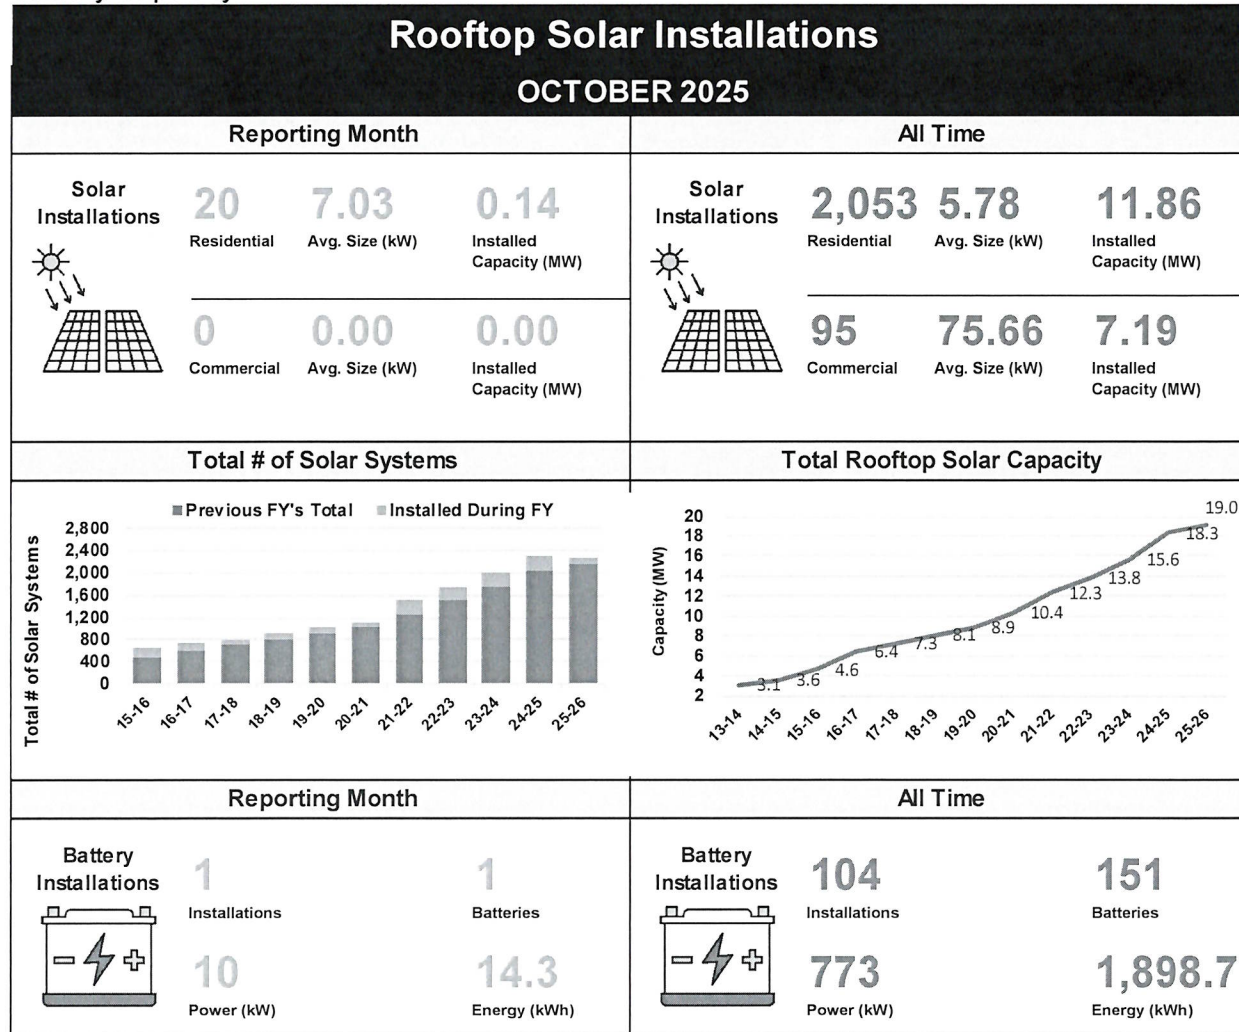 Rooftop Solar Installations
OCTOBER 2025
Reporting Month
Solar
Installations
20
7.03
0.14
Residential
Avg. Size (kW)
Installed
Capacity (MW)
0
0.00
0.00
Commercial
Avg. Size (kW)
Installed
Capacity (MW)
All Time
Solar
Installations
2,053
5.78
11.86
Residential
Avg. Size (kW)
Installed
Capacity (MW)
95
75.66
7.19
Commercial
Avg. Size (kW)
Installed
Capacity (MW)
Total # of Solar Systems
Previous FY's Total
Installed During FY
Total # of Solar Systems
2,800
2,400
2,000
1,600
1,200
800
400
0
15-16
16-17
17-18
18-19
19-20
20-21
21-22
22-23
23-24
24-25
25-26
Total Rooftop Solar Capacity
Capacity (MW)
20
18
16
14
12
10
8
6
4
2
3.1
3.6
4.6
6.4
7.3
8.1
8.9
10.4
12.3
13.8
15.6
18.3
19.0
13-14
14-15
15-16
16-17
17-18
18-19
19-20
20-21
21-22
22-23
23-24
24-25
25-26
Reporting Month
Battery
Installations
1
1
Installations
Batteries
10
14.3
Power (kW)
Energy (kWh)
All Time
Battery
Installations
104
151
Installations
Batteries
773
1,898.7
Power (kW)
Energy (kWh)